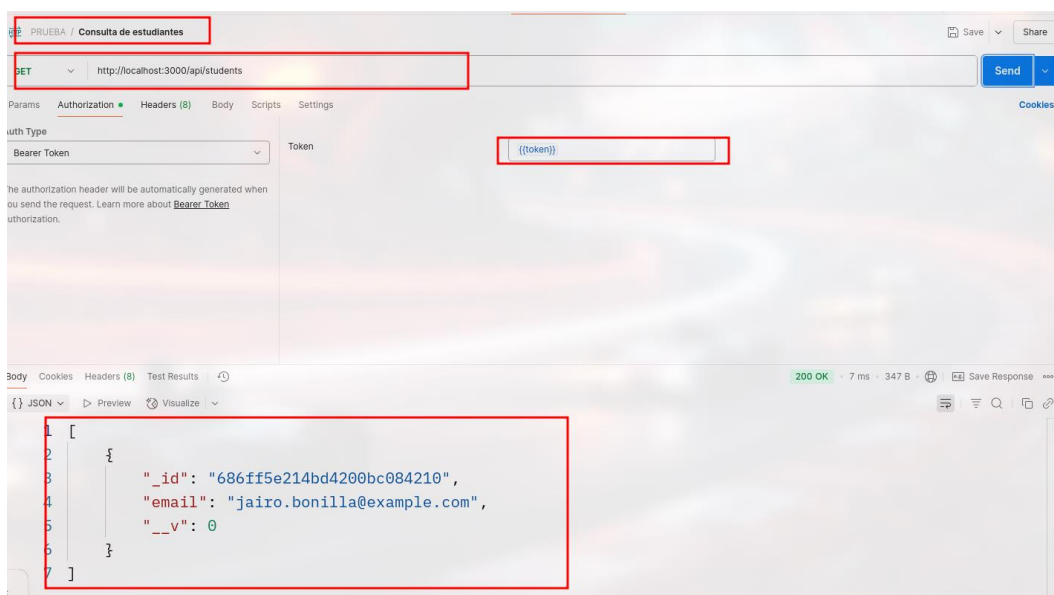 PRUEBA / Consulta de estudiantes
Save
Share
GET http://localhost:3000/api/students
Send
Params Authorization Headers (8) Body Scripts Settings
Cookies
Auth Type
Bearer Token
Token
{{token}}
The authorization header will be automatically generated when
you send the request. Learn more about Bearer Token
authorization.
Body Cookies Headers (8) Test Results
200 OK 7 ms 347 B Save Response
{} JSON Preview Visualize
1 [
2 {
3 "_id": "686ff5e214bd4200bc084210",
4 "email": "jairo.bonilla@example.com",
5 "__v": 0
6 }
7 ]